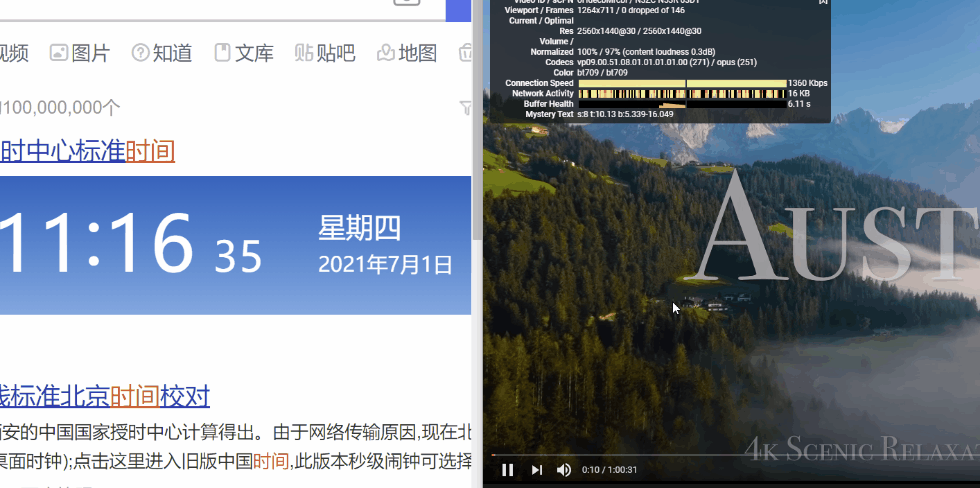 视频 图片 知道 文库 贴吧 地图
100,000,000个
时中心标准时间
11:16 35
星期四
2021年7月1日
浅标准北京时间校对
安的中国国家授时中心计算得出。由于网络传输原因,现在北
桌面时钟);点击这里进入旧版中国时间,此版本秒级闹钟可选择
Viewport / Frames 1264x711 / 0 dropped of 146
Current / Optimal
Res 2560x1440@30 / 2560x1440@30
Volume /
Normalized 100% / 97% (content loudness 0.3dB)
Codecs vp09.00.51.08.01.01.01.01.00 (271) / opus (251)
Color bt709 / bt709
Connection Speed 1360 Kbps
Network Activity 16 KB
Buffer Health 6.11 s
Mystery Text s:8 t:10.13 b:5.339-16.049
AUST
4K SCENIC RELAXA
0:10 / 1:00:31